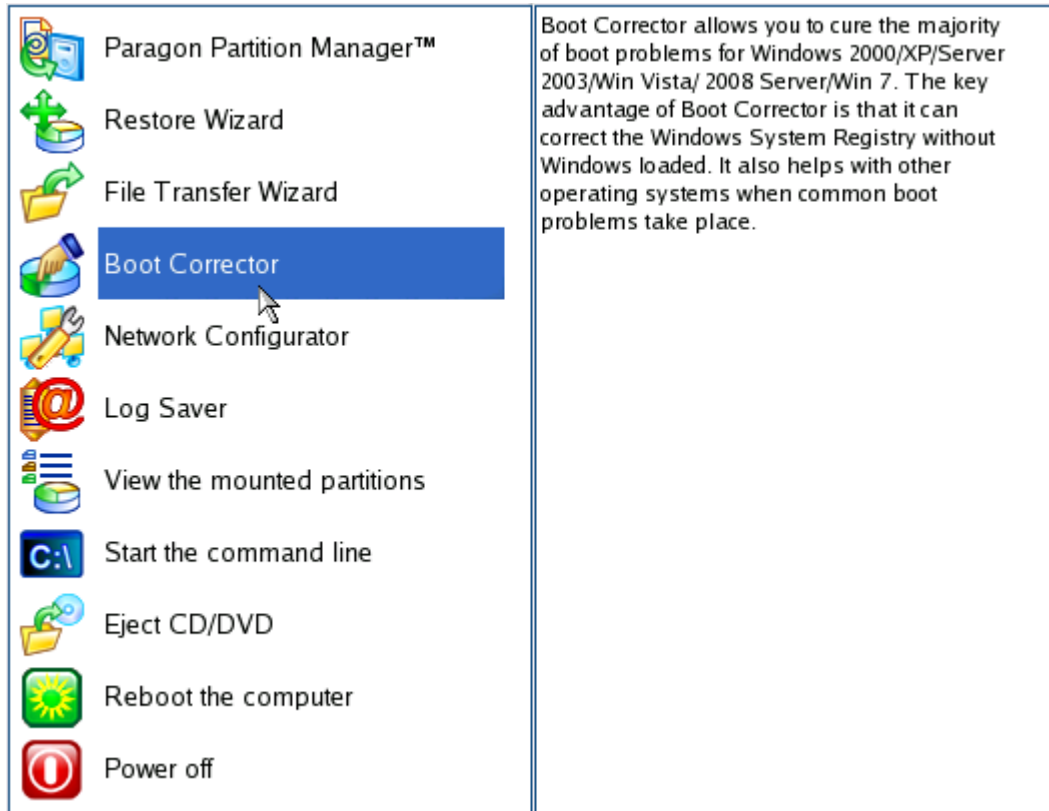 Paragon Partition Manager™
Restore Wizard
File Transfer Wizard
Boot Corrector
Network Configurator
Log Saver
View the mounted partitions
C:\
Start the command line
Eject CD/DVD
Reboot the computer
Power off
Boot Corrector allows you to cure the majority
of boot problems for Windows 2000/XP/Server
2003/Win Vista/ 2008 Server/Win 7. The key
advantage of Boot Corrector is that it can
correct the Windows System Registry without
Windows loaded. It also helps with other
operating systems when common boot
problems take place.